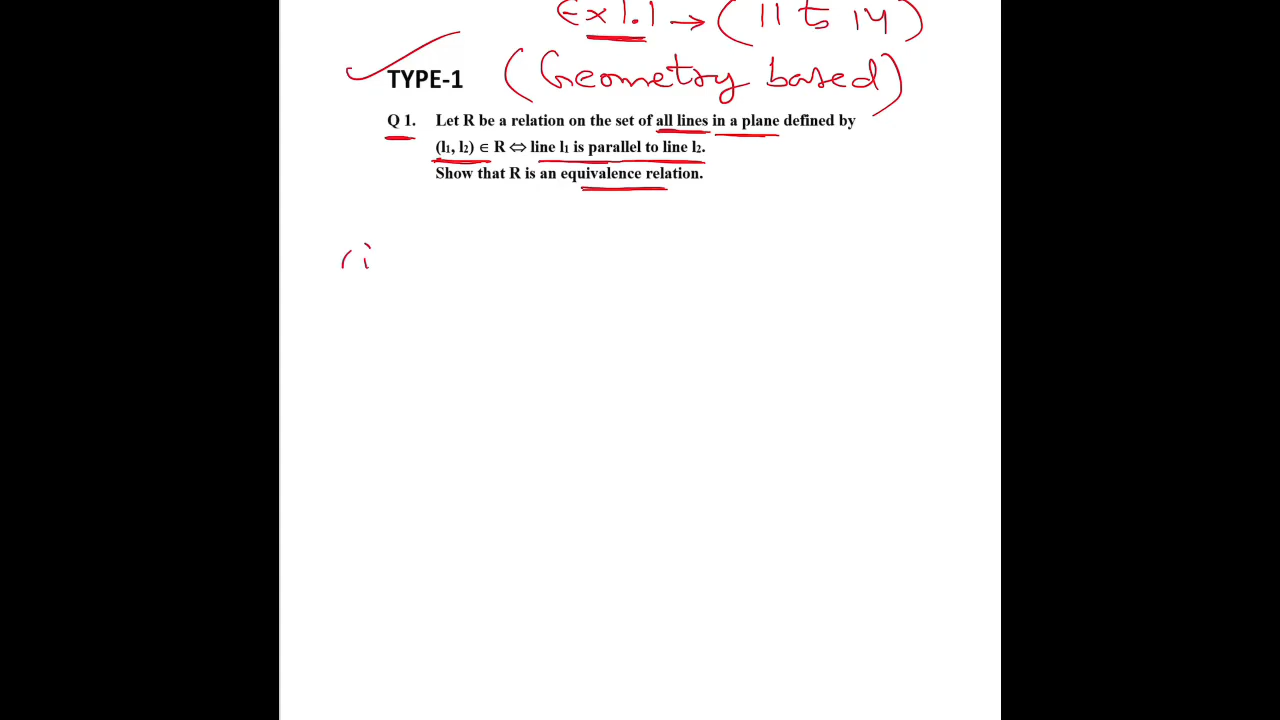 Ex 1.1 → (11 to 14)
TYPE-1 (Geometry based)
Q 1. Let R be a relation on the set of all lines in a plane defined by
(l₁, l₂) ∈ R ⇔ line l₁ is parallel to line l₂.
Show that R is an equivalence relation.
(i